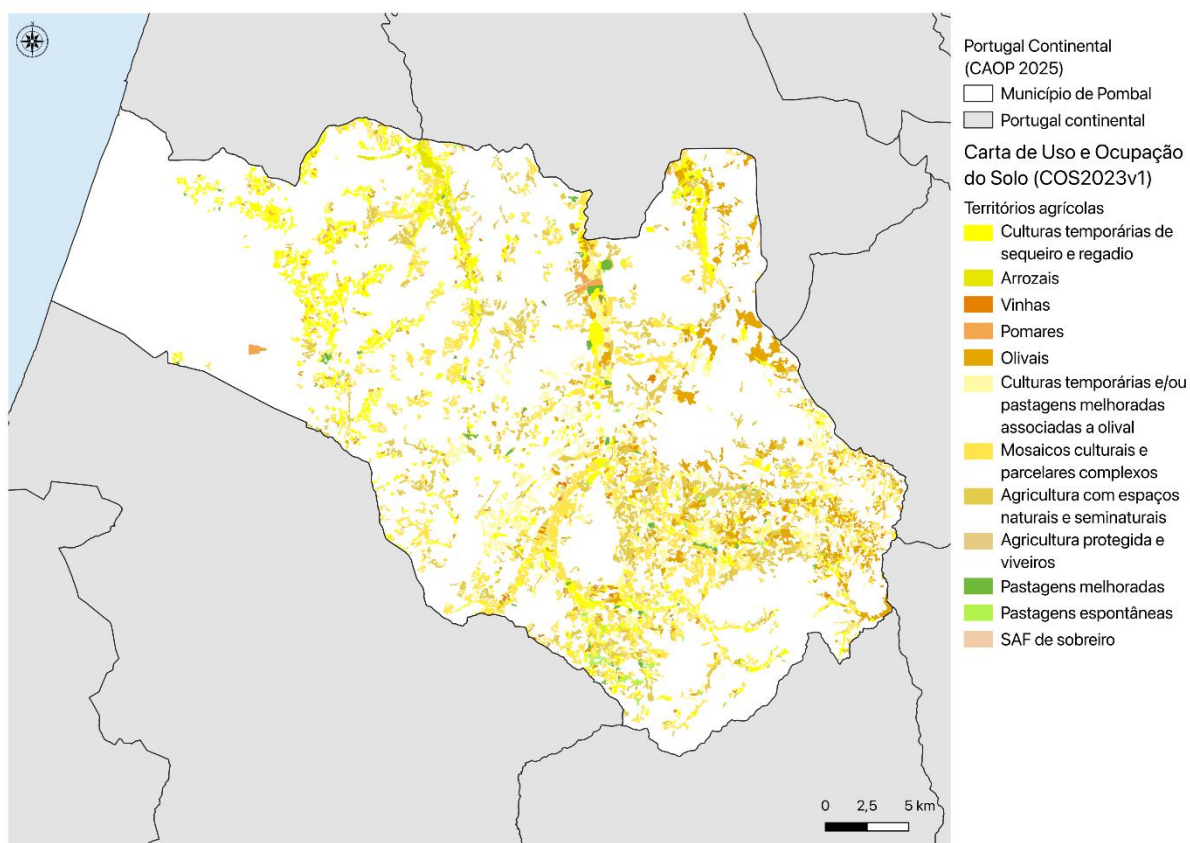 Portugal Continental
(CAOP 2025)
Município de Pombal
Portugal continental
Carta de Uso e Ocupação
do Solo (COS2023v1)
Territórios agrícolas
Culturas temporárias de
sequeiro e regadio
Arrozais
Vinhas
Pomares
Olivais
Culturas temporárias e/ou
pastagens melhoradas
associadas a olival
Mosaicos culturais e
parcelares complexos
Agricultura com espaços
naturais e seminaturais
Agricultura protegida e
viveiros
Pastagens melhoradas
Pastagens espontâneas
SAF de sobreiro
0 2,5 5 km